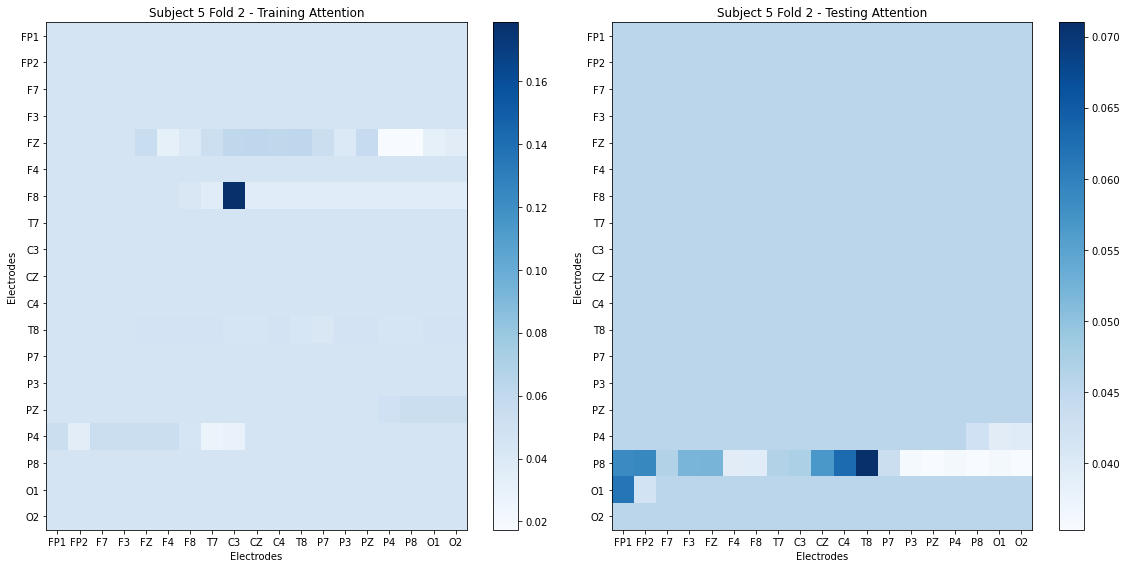 Subject 5 Fold 2 - Training Attention
FP1
FP2
F7
F3
FZ
F4
F8
T7
C3
CZ
C4
T8
P7
P3
PZ
P4
P8
O1
O2
Electrodes
FP1 FP2 F7 F3 FZ F4 F8 T7 C3 CZ C4 T8 P7 P3 PZ P4 P8 O1 O2
Electrodes
0.16
0.14
0.12
0.10
0.08
0.06
0.04
0.02
Subject 5 Fold 2 - Testing Attention
FP1
FP2
F7
F3
FZ
F4
F8
T7
C3
CZ
C4
T8
P7
P3
PZ
P4
P8
O1
O2
Electrodes
FP1 FP2 F7 F3 FZ F4 F8 T7 C3 CZ C4 T8 P7 P3 PZ P4 P8 O1 O2
Electrodes
0.070
0.065
0.060
0.055
0.050
0.045
0.040